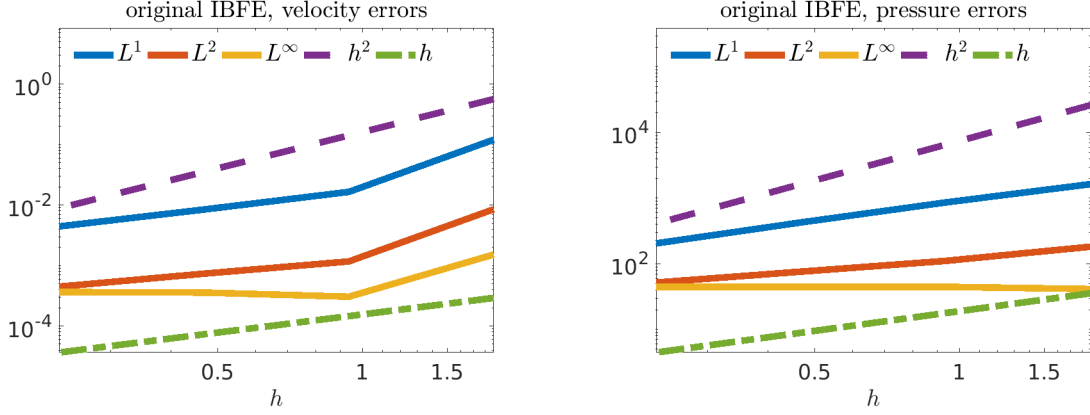 original IBFE, velocity errors
L¹ L² L∞ h² h
10⁰
10⁻²
10⁻⁴
0.5 1 1.5
h
original IBFE, pressure errors
L¹ L² L∞ h² h
10⁴
10²
0.5 1 1.5
h